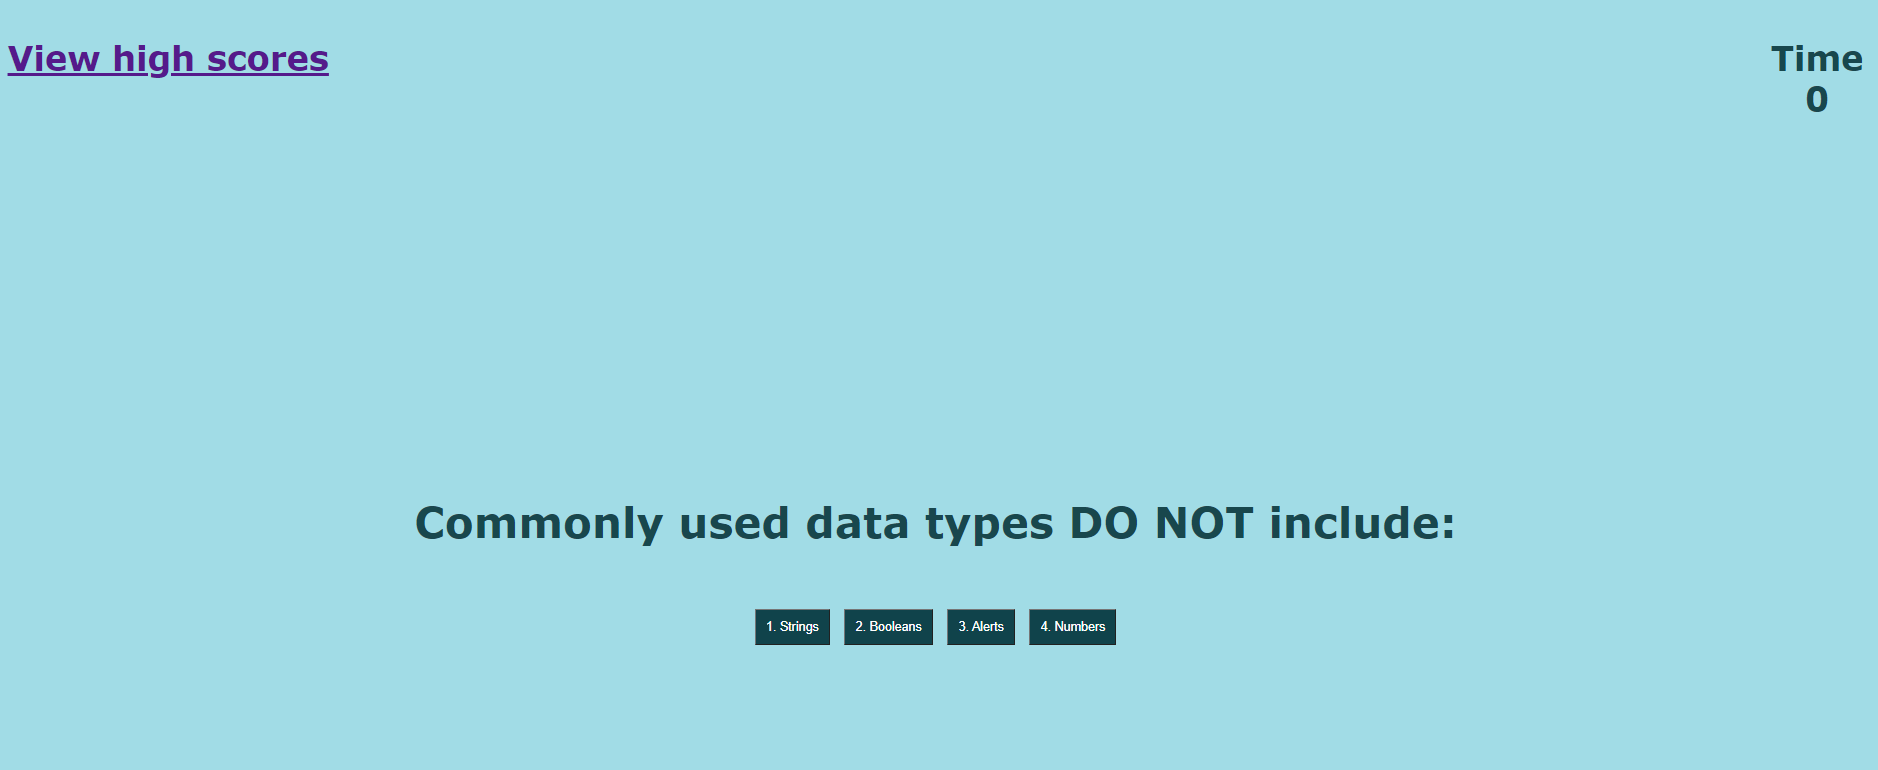 View high scores
Time
0
Commonly used data types DO NOT include:
1. Strings
2. Booleans
3. Alerts
4. Numbers